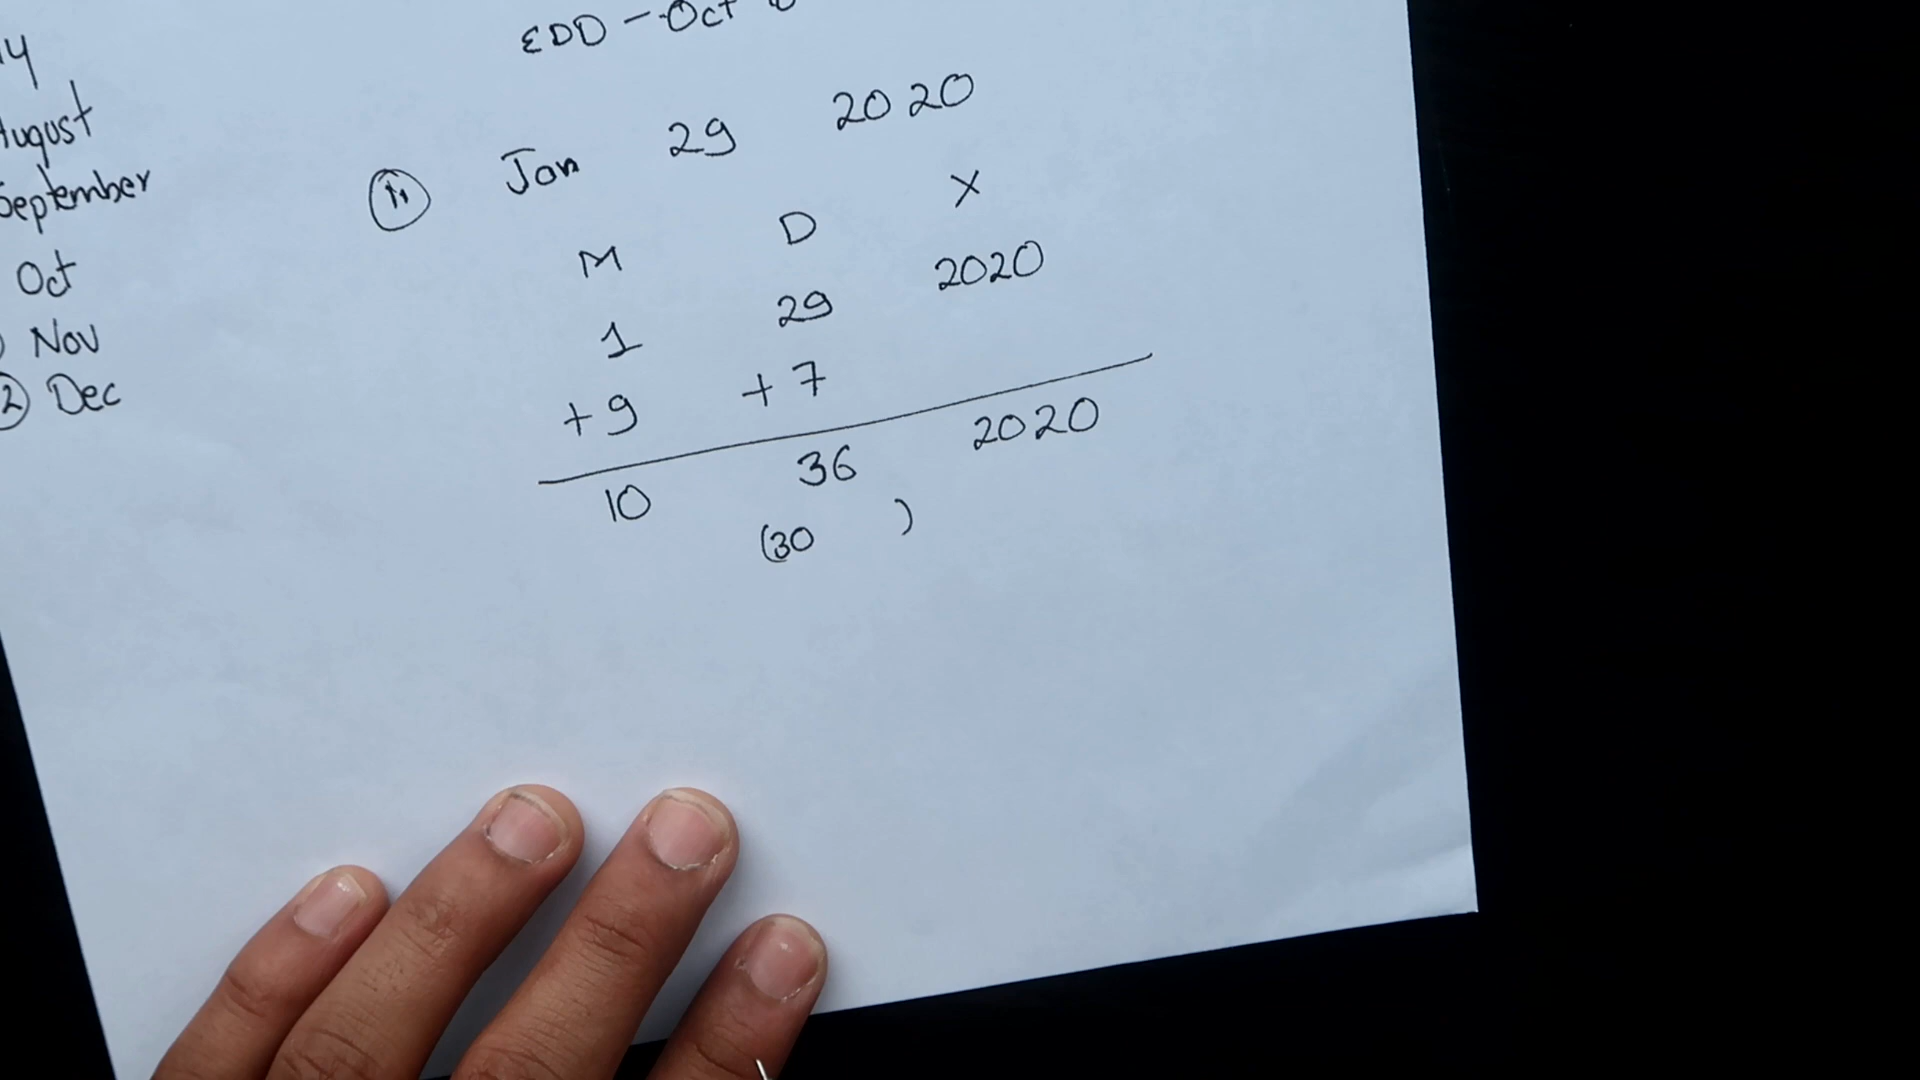 EDD - Oct
August
September
Oct
Nov
2 Dec
Jan 29 2020
M D Y
1 29 2020
+9 +7
10 36 2020
(30 )